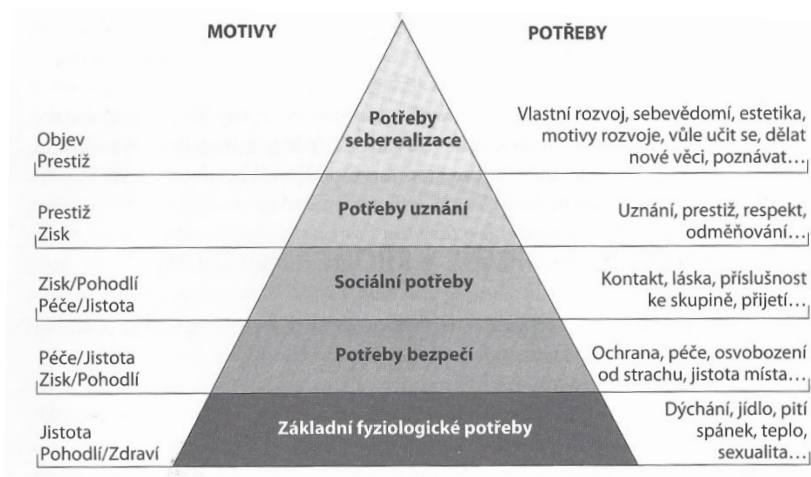 MOTIVY
POTŘEBY
Objev
Prestiž
Potřeby
seberealizace
Vlastní rozvoj, sebevědomí, estetika,
motivy rozvoje, vůle učit se, dělat
nové věci, poznávat…
Prestiž
Zisk
Potřeby uznání
Uznání, prestiž, respekt,
odměňování…
Zisk/Pohodlí
Péče/Jistota
Sociální potřeby
Kontakt, láska, příslušnost
ke skupině, přijetí…
Péče/Jistota
Zisk/Pohodlí
Potřeby bezpečí
Ochrana, péče, osvobození
od strachu, jistota místa…
Jistota
Pohodlí/Zdraví
Základní fyziologické potřeby
Dýchání, jídlo, pití
spánek, teplo,
sexualita…